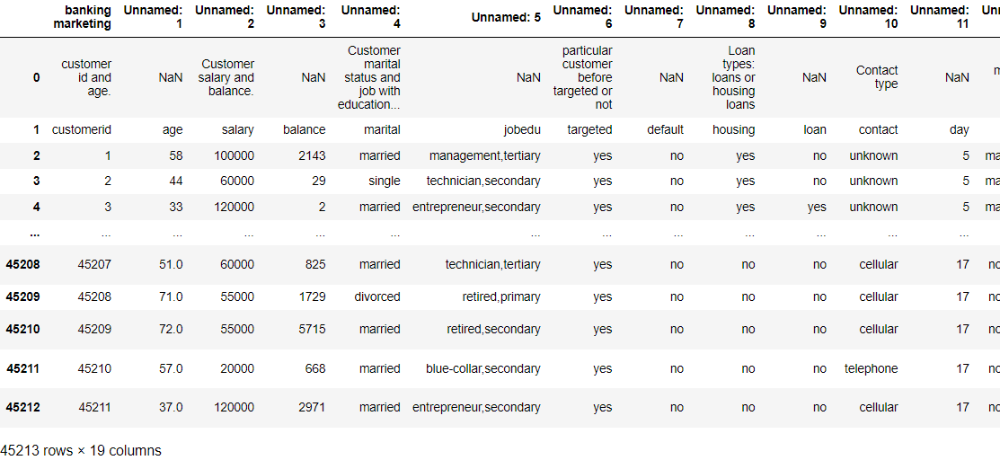 banking marketing Unnamed: 1 Unnamed: 2 Unnamed: 3 Unnamed: 4 Unnamed: 5 Unnamed: 6 Unnamed: 7 Unnamed: 8 Unnamed: 9 Unnamed: 10 Unnamed: 11
0 customer id and age. NaN Customer salary and balance. NaN Customer marital status and job with education... NaN particular customer before targeted or not NaN Loan types: loans or housing loans NaN Contact type NaN
1 customerid age salary balance marital jobedu targeted default housing loan contact day
2 1 58 100000 2143 married management,tertiary yes no yes no unknown 5
3 2 44 60000 29 single technician,secondary yes no yes no unknown 5
4 3 33 120000 2 married entrepreneur,secondary yes no yes yes unknown 5
... ... ... ... ... ... ... ... ... ... ... ... ...
45208 45207 51.0 60000 825 married technician,tertiary yes no no no cellular 17
45209 45208 71.0 55000 1729 divorced retired,primary yes no no no cellular 17
45210 45209 72.0 55000 5715 married retired,secondary yes no no no cellular 17
45211 45210 57.0 20000 668 married blue-collar,secondary yes no no no telephone 17
45212 45211 37.0 120000 2971 married entrepreneur,secondary yes no no no cellular 17
45213 rows × 19 columns